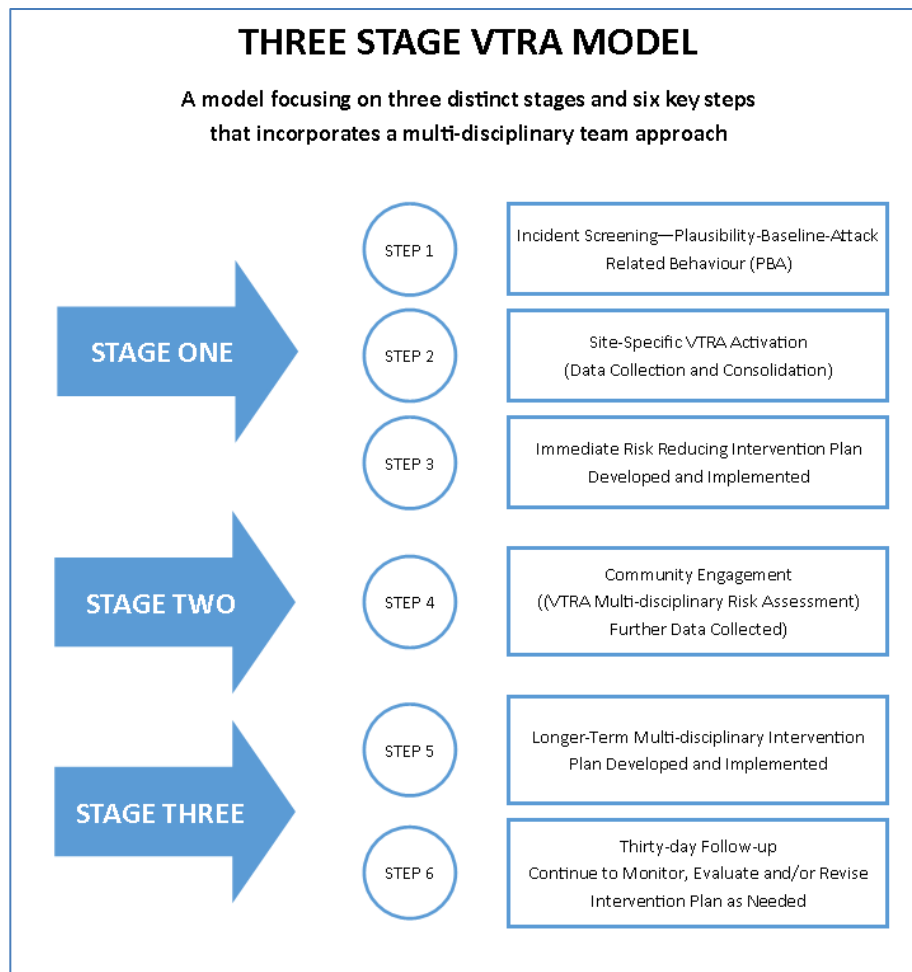 THREE STAGE VTRA MODEL
A model focusing on three distinct stages and six key steps
that incorporates a multi-disciplinary team approach
STAGE ONE
STEP 1
Incident Screening—Plausibility-Baseline-Attack
Related Behaviour (PBA)
STEP 2
Site-Specific VTRA Activation
(Data Collection and Consolidation)
STEP 3
Immediate Risk Reducing Intervention Plan
Developed and Implemented
STAGE TWO
STEP 4
Community Engagement
((VTRA Multi-disciplinary Risk Assessment)
Further Data Collected)
STAGE THREE
STEP 5
Longer-Term Multi-disciplinary Intervention
Plan Developed and Implemented
STEP 6
Thirty-day Follow-up
Continue to Monitor, Evaluate and/or Revise
Intervention Plan as Needed